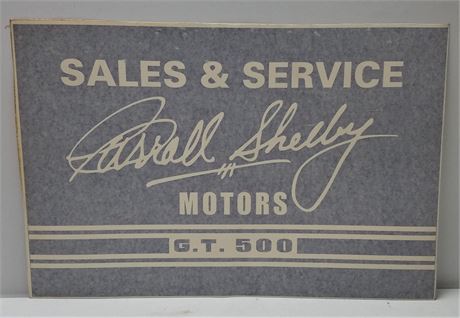 SALES & SERVICE
Carroll Shelby
MOTORS
G.T. 500